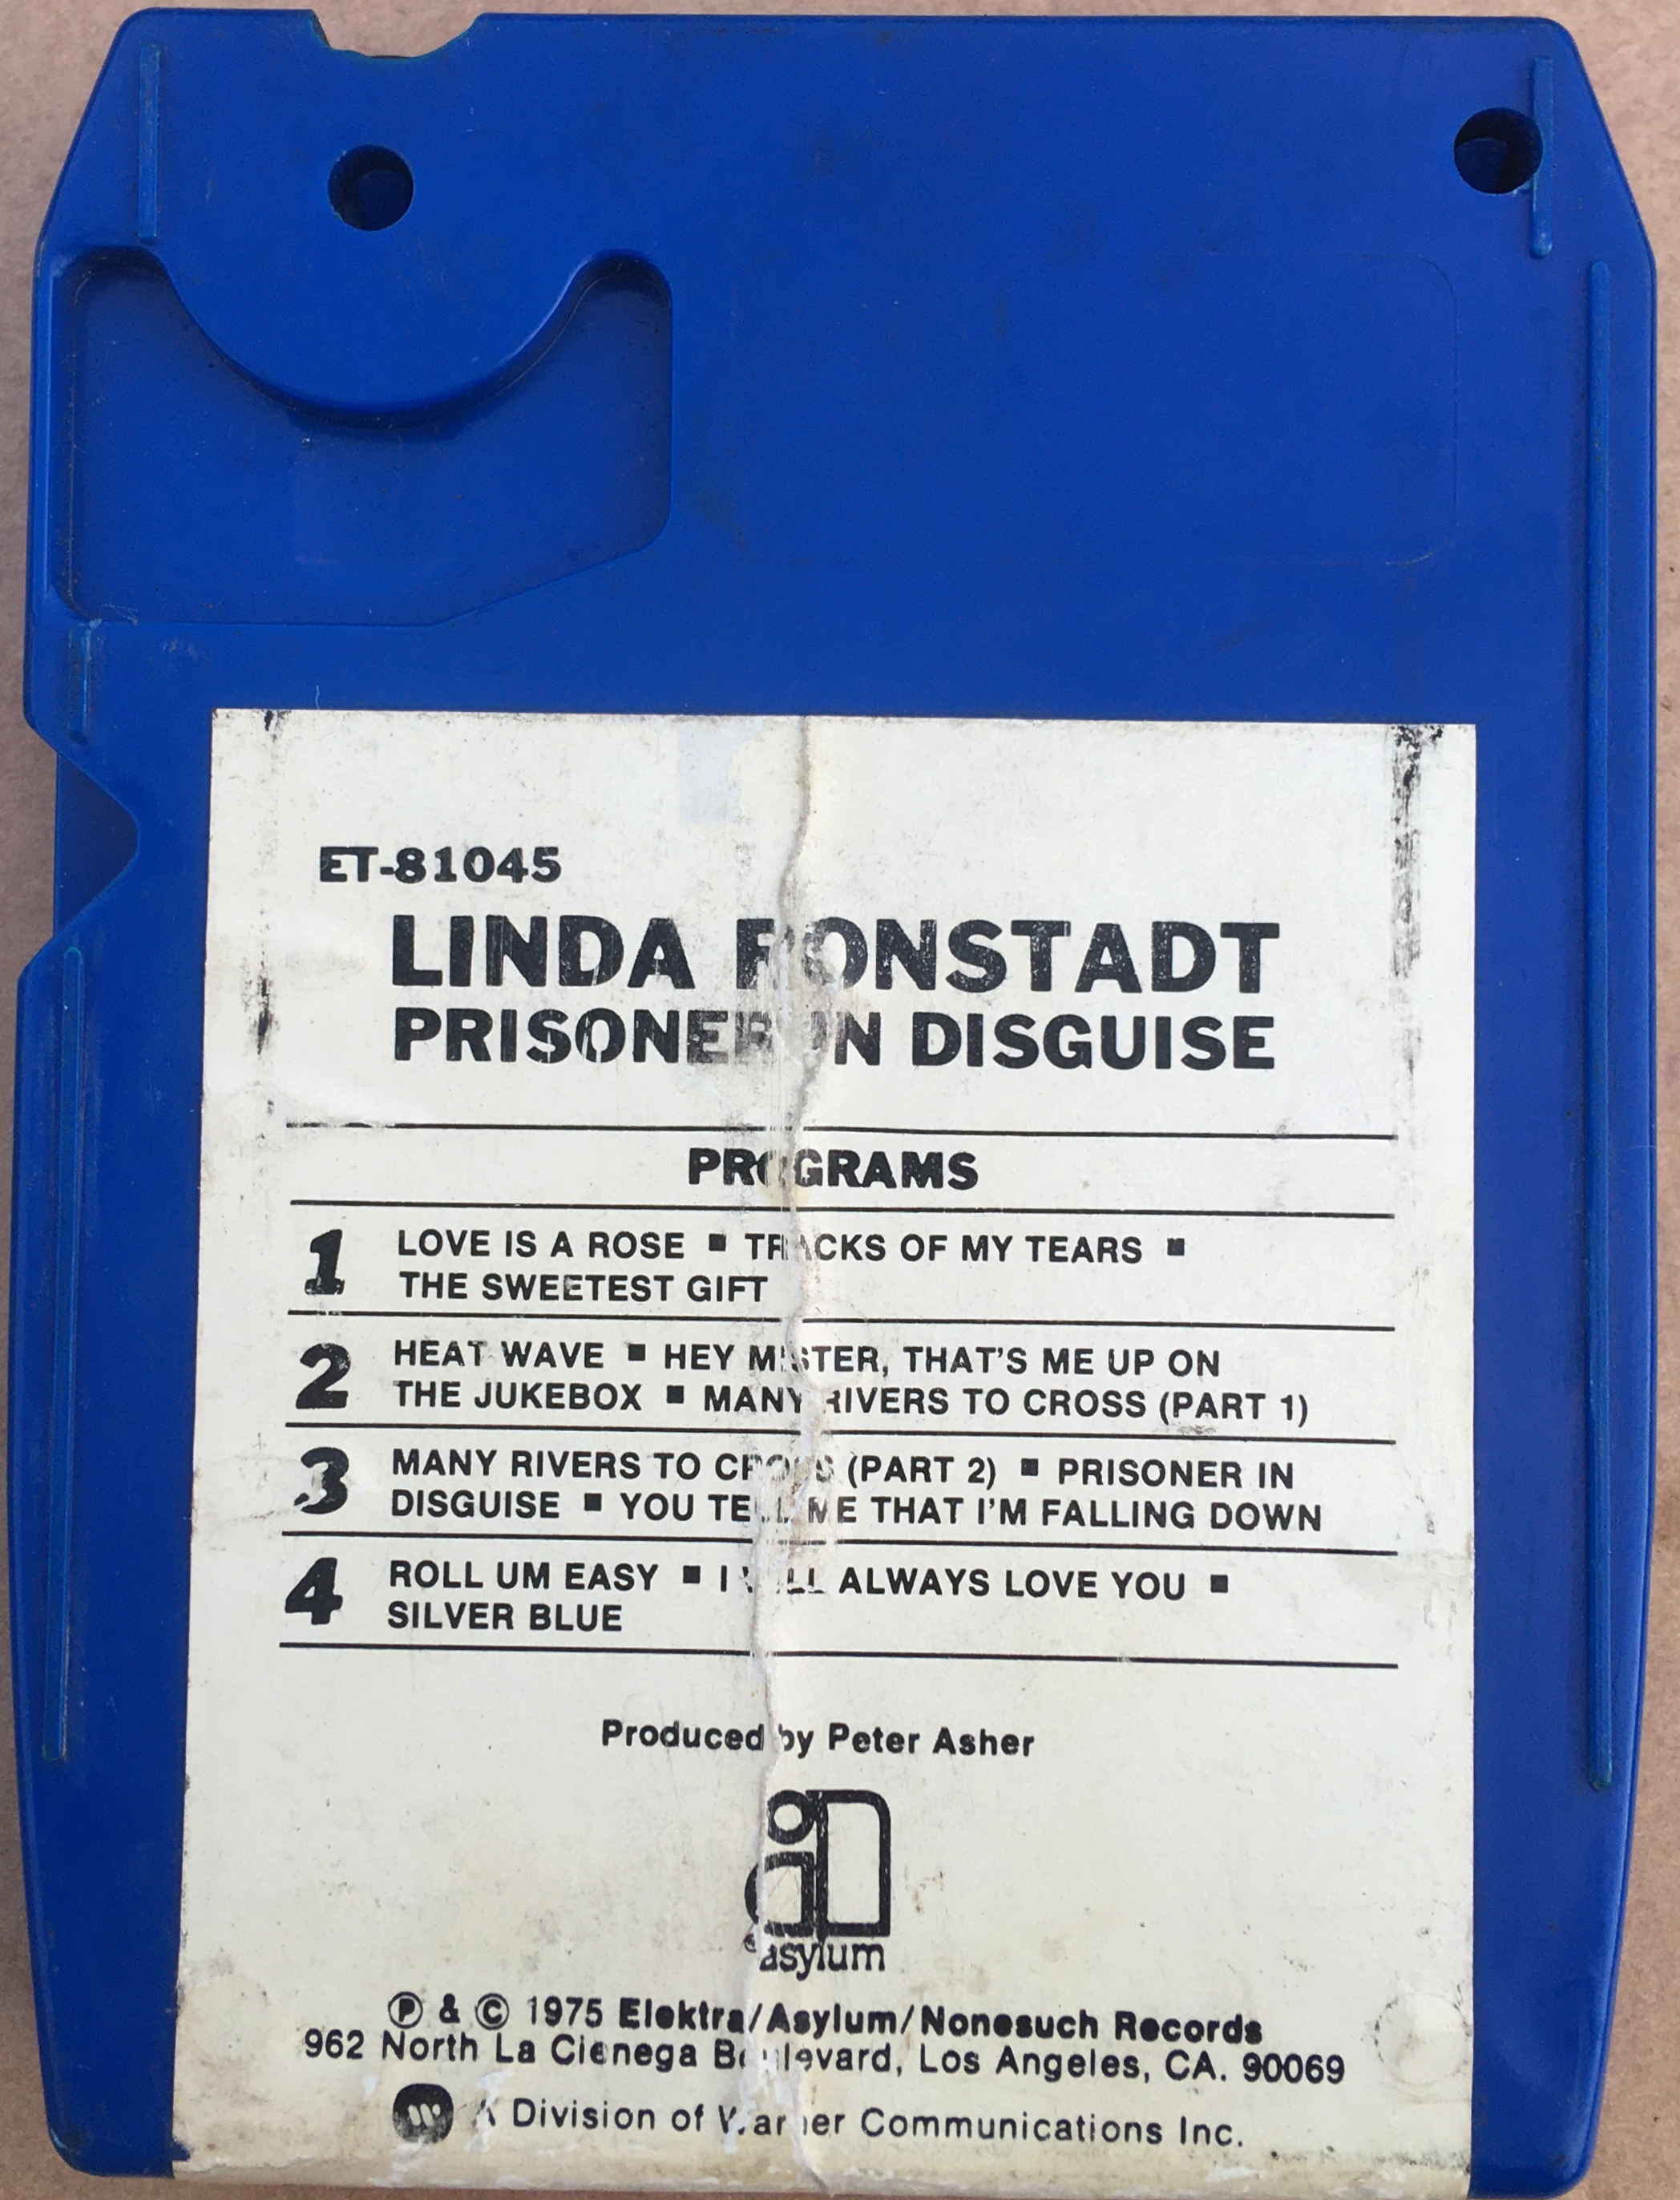 ET-81045
LINDA RONSTADT
PRISONER IN DISGUISE
PROGRAMS
1 LOVE IS A ROSE ■ TRACKS OF MY TEARS ■
THE SWEETEST GIFT
2 HEAT WAVE ■ HEY MISTER, THAT'S ME UP ON
THE JUKEBOX ■ MANY RIVERS TO CROSS (PART 1)
3 MANY RIVERS TO CROSS (PART 2) ■ PRISONER IN
DISGUISE ■ YOU TELL ME THAT I'M FALLING DOWN
4 ROLL UM EASY ■ I WILL ALWAYS LOVE YOU ■
SILVER BLUE
Produced by Peter Asher
asylum
℗ & © 1975 Elektra/Asylum/Nonesuch Records
962 North La Cienega Boulevard, Los Angeles, CA. 90069
A Division of Warner Communications Inc.